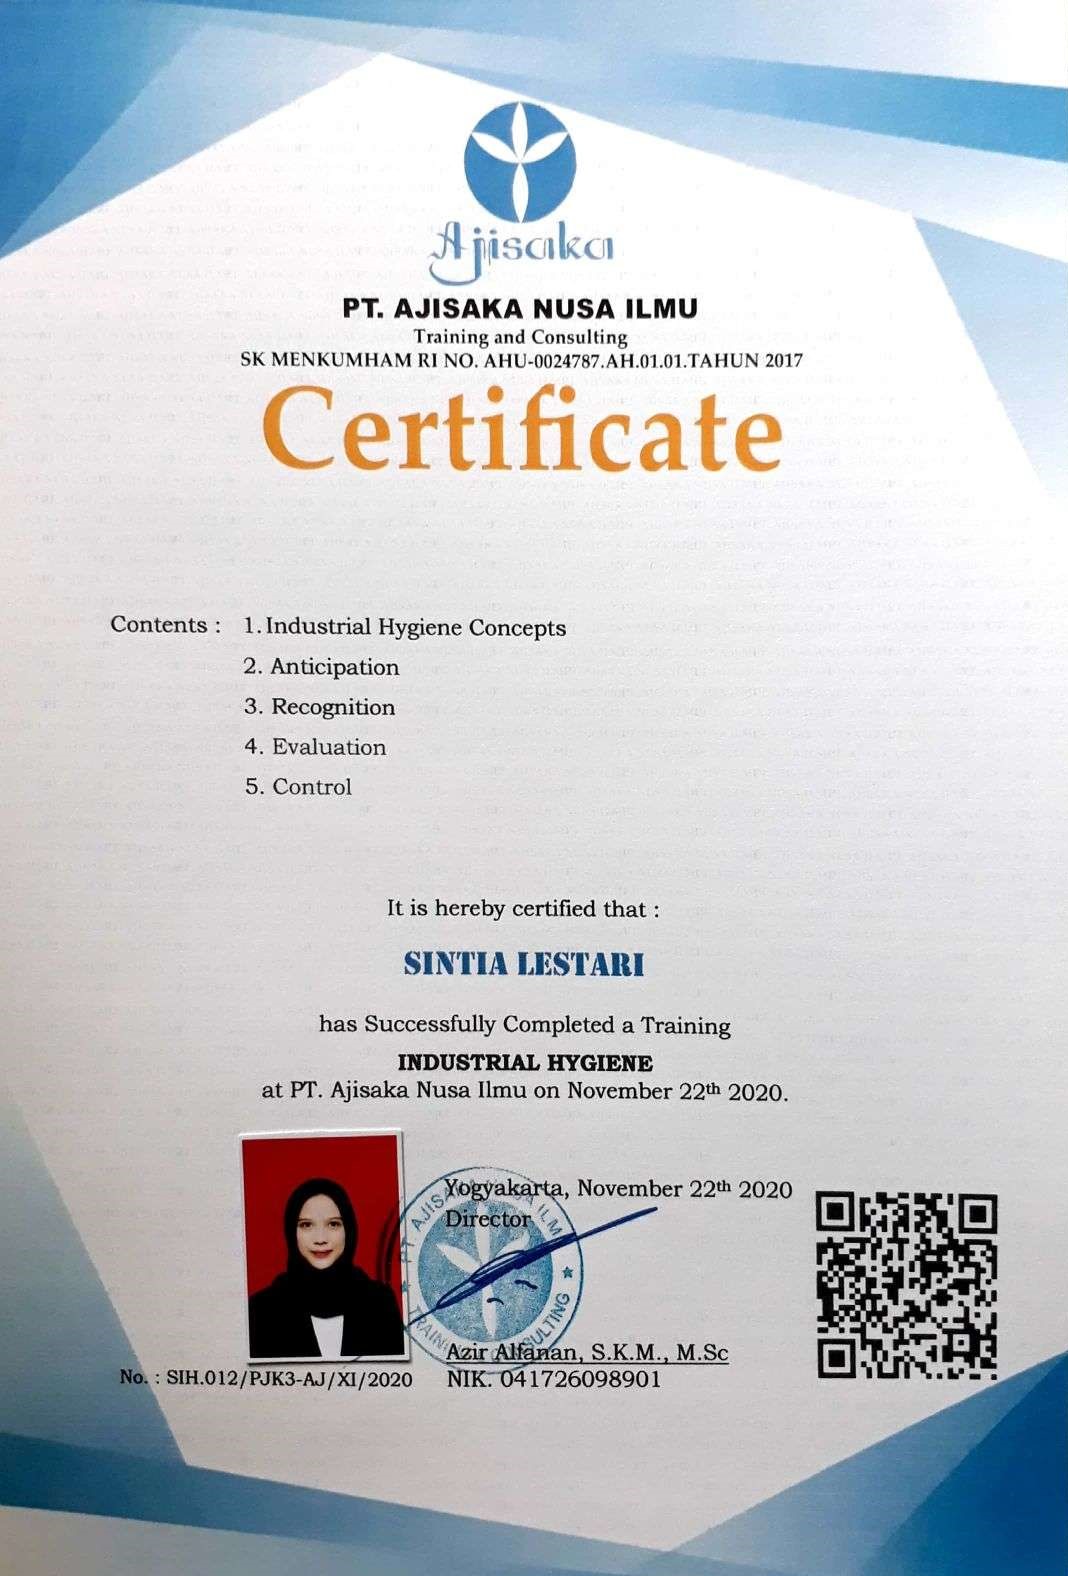 Ajisaka
PT. AJISAKA NUSA ILMU
Training and Consulting
SK MENKUMHAM RI NO. AHU-0024787.AH.01.01.TAHUN 2017
Certificate
Contents : 1. Industrial Hygiene Concepts
2. Anticipation
3. Recognition
4. Evaluation
5. Control
It is hereby certified that :
SINTIA LESTARI
has Successfully Completed a Training
INDUSTRIAL HYGIENE
at PT. Ajisaka Nusa Ilmu on November 22th 2020.
Yogyakarta, November 22th 2020
Director
PT AJISAKA NUSA ILMU
TRAINING CONSULTING
Azir Alfanan, S.K.M., M.Sc
NIK. 041726098901
No. : SIH.012/PJK3-AJ/XI/2020